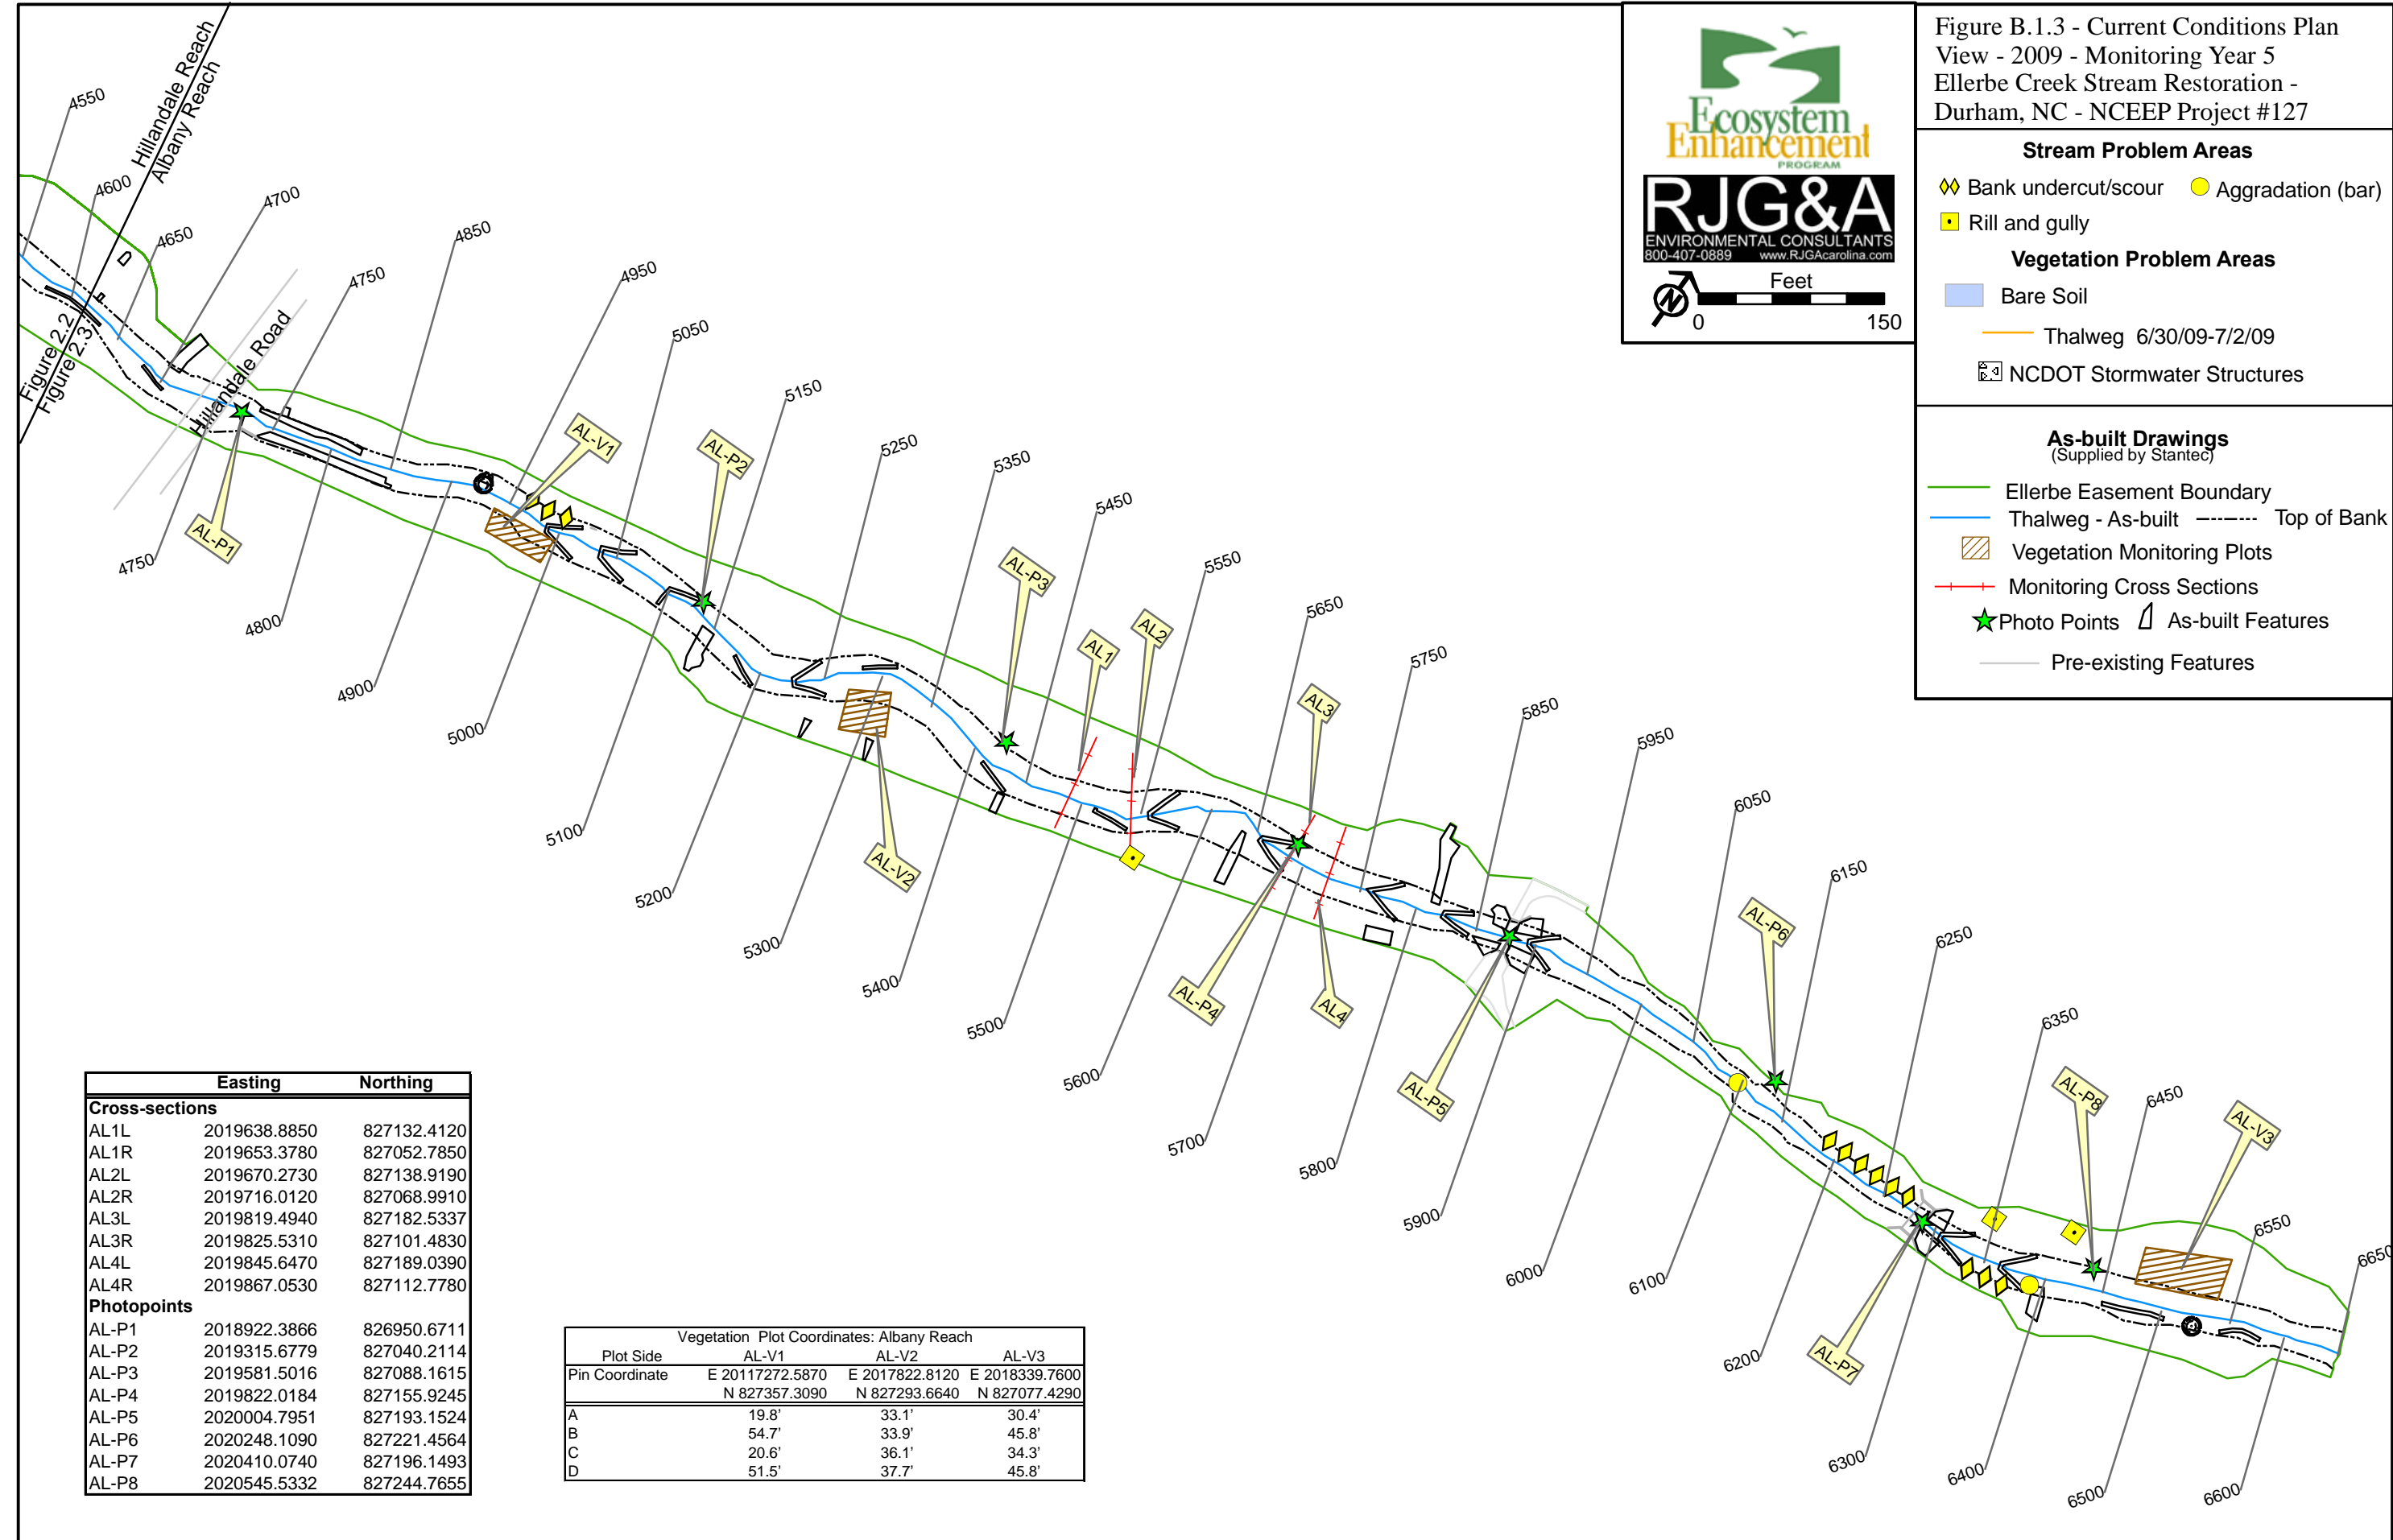 Figure B.1.3 - Current Conditions Plan
View - 2009 - Monitoring Year 5
Ellerbe Creek Stream Restoration -
Durham, NC - NCEEP Project #127
Ecosystem
Enhancement
PROGRAM
RJG&A
ENVIRONMENTAL CONSULTANTS
800-407-0889 www.RJGAcarolina.com
N
Feet
0 150
Stream Problem Areas
Bank undercut/scour Aggradation (bar)
Rill and gully
Vegetation Problem Areas
Bare Soil
Thalweg 6/30/09-7/2/09
NCDOT Stormwater Structures
As-built Drawings
(Supplied by Stantec)
Ellerbe Easement Boundary
Thalweg - As-built Top of Bank
Vegetation Monitoring Plots
Monitoring Cross Sections
Photo Points As-built Features
Pre-existing Features
Hillandale Reach
Albany Reach
Figure 2.2
Figure 2.3
Hillandale Road
4550
4600
4650
4700
4750
4850
4950
5050
5150
5250
5350
5450
5550
5650
5750
5850
5950
6050
6150
6250
6350
6450
6550
6650
4750
4800
4900
5000
5100
5200
5300
5400
5500
5600
5700
5800
5900
6000
6100
6200
6300
6400
6500
6600
AL-P1
AL-V1
AL-P2
AL-V2
AL-P3
AL1
AL2
AL3
AL-P4
AL4
AL-P5
AL-P6
AL-P7
AL-P8
AL-V3
Easting Northing
Cross-sections
AL1L 2019638.8850 827132.4120
AL1R 2019653.3780 827052.7850
AL2L 2019670.2730 827138.9190
AL2R 2019716.0120 827068.9910
AL3L 2019819.4940 827182.5337
AL3R 2019825.5310 827101.4830
AL4L 2019845.6470 827189.0390
AL4R 2019867.0530 827112.7780
Photopoints
AL-P1 2018922.3866 826950.6711
AL-P2 2019315.6779 827040.2114
AL-P3 2019581.5016 827088.1615
AL-P4 2019822.0184 827155.9245
AL-P5 2020004.7951 827193.1524
AL-P6 2020248.1090 827221.4564
AL-P7 2020410.0740 827196.1493
AL-P8 2020545.5332 827244.7655
Vegetation Plot Coordinates: Albany Reach
Plot Side AL-V1 AL-V2 AL-V3
Pin Coordinate E 20117272.5870 E 2017822.8120 E 2018339.7600
N 827357.3090 N 827293.6640 N 827077.4290
A 19.8' 33.1' 30.4'
B 54.7' 33.9' 45.8'
C 20.6' 36.1' 34.3'
D 51.5' 37.7' 45.8'